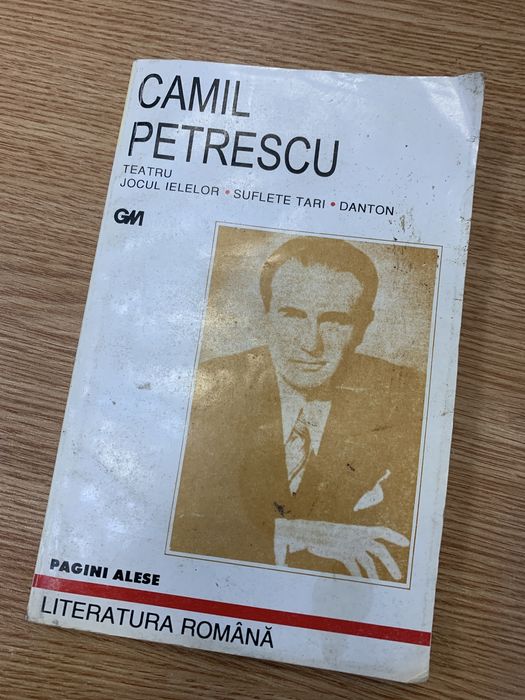 CAMIL
PETRESCU
TEATRU
JOCUL IELELOR • SUFLETE TARI • DANTON
GM
PAGINI ALESE
LITERATURA ROMÂNĂ